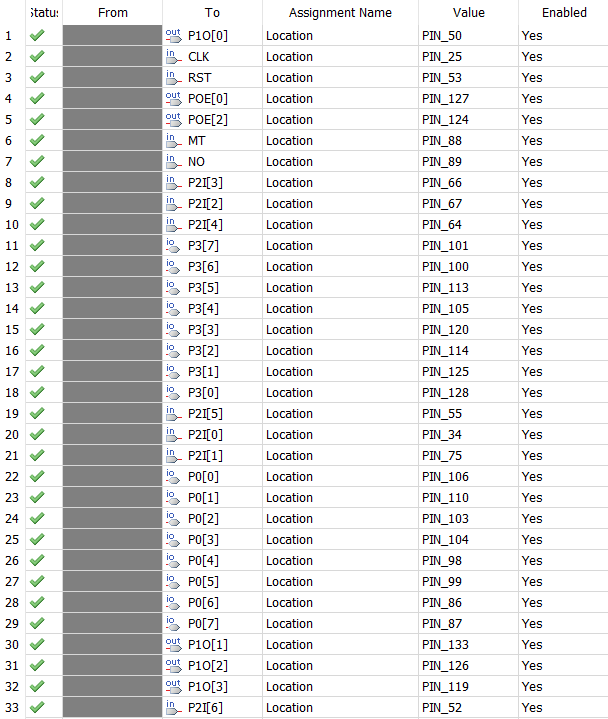 Status From To Assignment Name Value Enabled
1 out P1O[0] Location PIN_50 Yes
2 in CLK Location PIN_25 Yes
3 in RST Location PIN_53 Yes
4 out POE[0] Location PIN_127 Yes
5 out POE[2] Location PIN_124 Yes
6 in MT Location PIN_88 Yes
7 in NO Location PIN_89 Yes
8 in P2I[3] Location PIN_66 Yes
9 in P2I[2] Location PIN_67 Yes
10 in P2I[4] Location PIN_64 Yes
11 io P3[7] Location PIN_101 Yes
12 io P3[6] Location PIN_100 Yes
13 io P3[5] Location PIN_113 Yes
14 io P3[4] Location PIN_105 Yes
15 io P3[3] Location PIN_120 Yes
16 io P3[2] Location PIN_114 Yes
17 io P3[1] Location PIN_125 Yes
18 io P3[0] Location PIN_128 Yes
19 in P2I[5] Location PIN_55 Yes
20 in P2I[0] Location PIN_34 Yes
21 in P2I[1] Location PIN_75 Yes
22 io P0[0] Location PIN_106 Yes
23 io P0[1] Location PIN_110 Yes
24 io P0[2] Location PIN_103 Yes
25 io P0[3] Location PIN_104 Yes
26 io P0[4] Location PIN_98 Yes
27 io P0[5] Location PIN_99 Yes
28 io P0[6] Location PIN_86 Yes
29 io P0[7] Location PIN_87 Yes
30 out P1O[1] Location PIN_133 Yes
31 out P1O[2] Location PIN_126 Yes
32 out P1O[3] Location PIN_119 Yes
33 in P2I[6] Location PIN_52 Yes